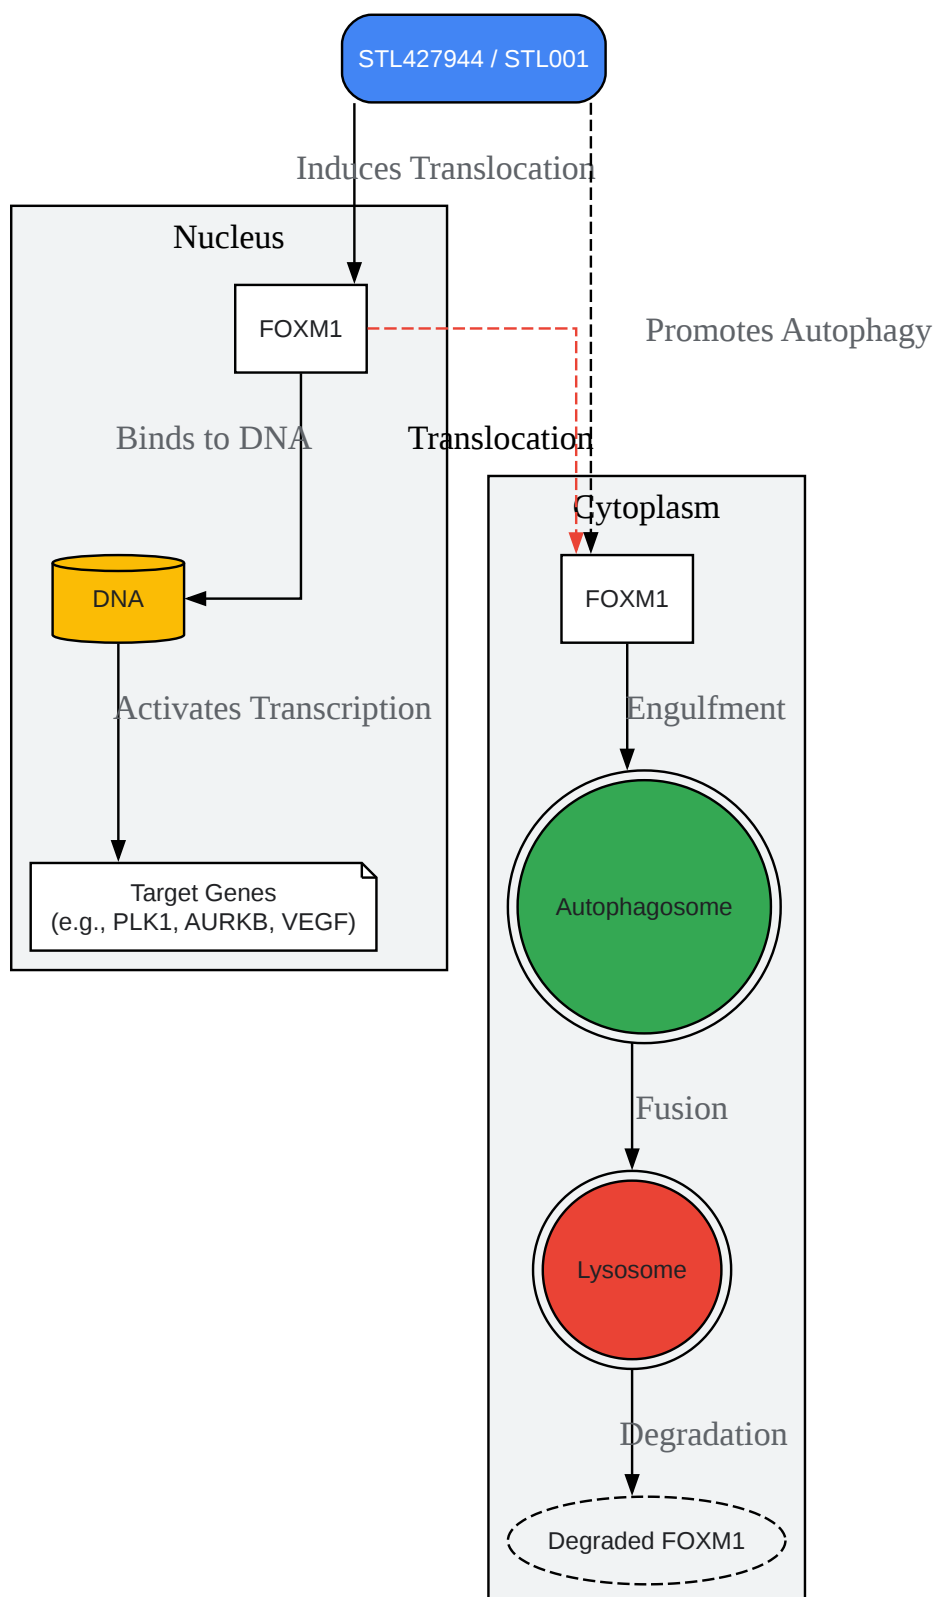 STL427944 / STL001
Induces Translocation
Nucleus
FOXM1
Promotes Autophagy
Binds to DNA
Translocation
Cytoplasm
DNA
FOXM1
Activates Transcription
Engulfment
Target Genes
(e.g., PLK1, AURKB, VEGF)
Autophagosome
Fusion
Lysosome
Degradation
Degraded FOXM1